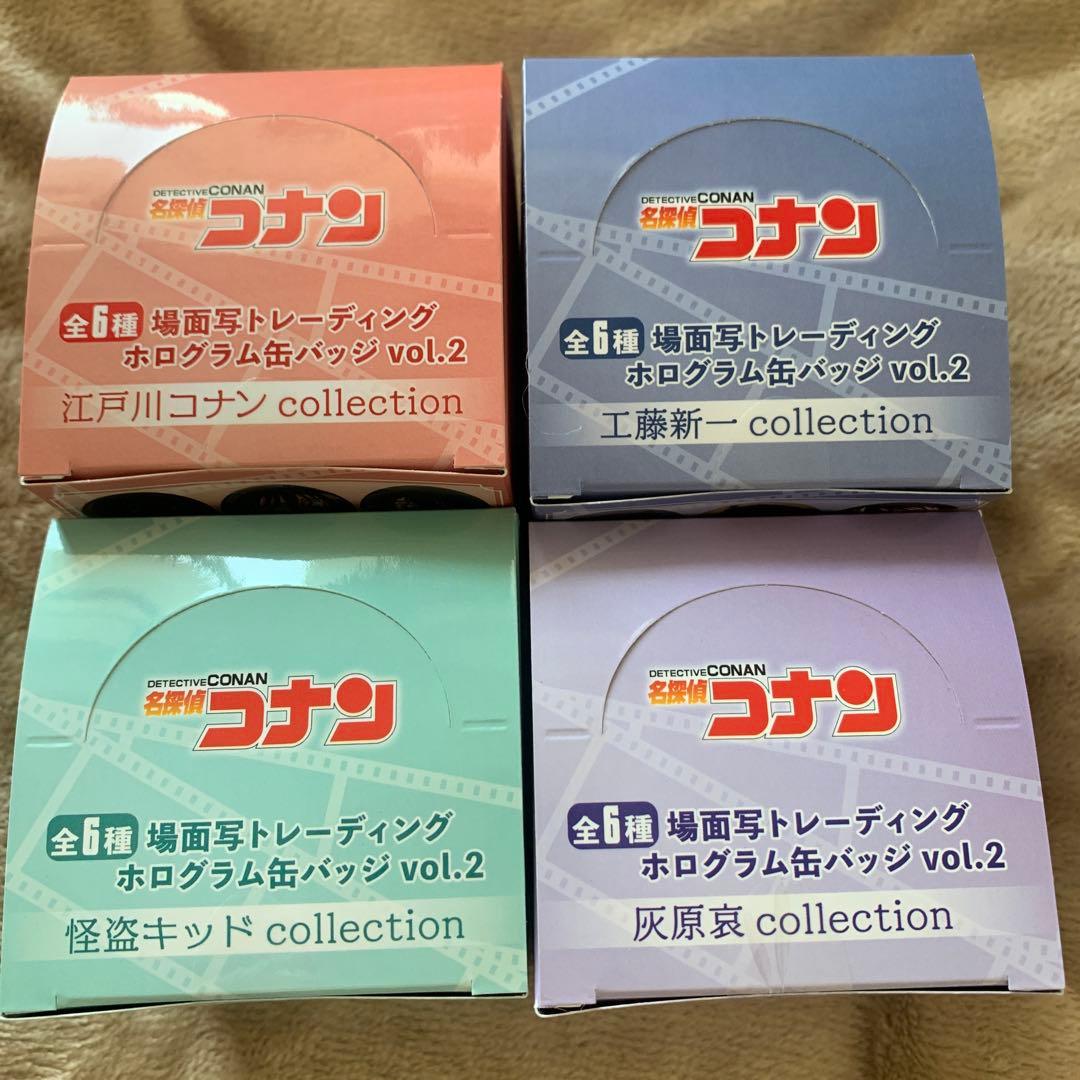 DETECTIVE CONAN
名探偵 コナン
全6種 場面写トレーディング
ホログラム缶バッジ vol.2
江戸川コナン collection
DETECTIVE CONAN
名探偵 コナン
全6種 場面写トレーディング
ホログラム缶バッジ vol.2
工藤新一 collection
DETECTIVE CONAN
名探偵 コナン
全6種 場面写トレーディング
ホログラム缶バッジ vol.2
怪盗キッド collection
DETECTIVE CONAN
名探偵 コナン
全6種 場面写トレーディング
ホログラム缶バッジ vol.2
灰原哀 collection